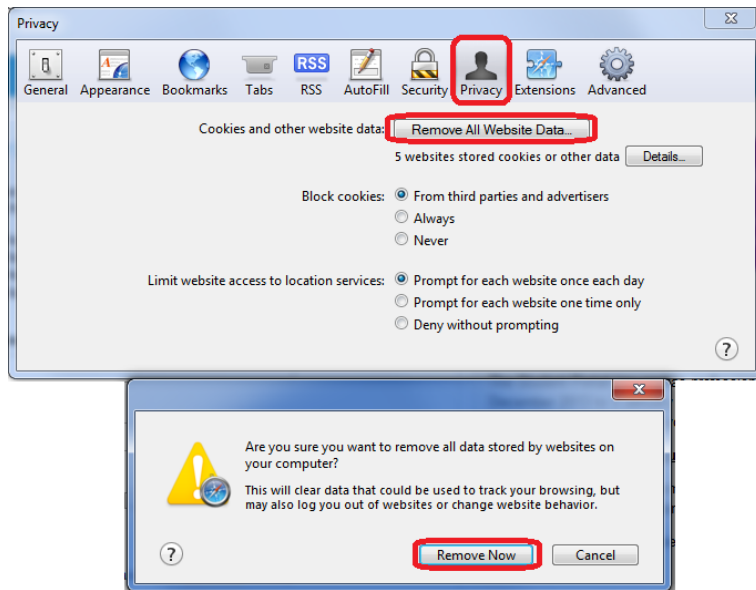 Privacy
RSS
General Appearance Bookmarks Tabs RSS AutoFill Security Privacy Extensions Advanced
Cookies and other website data: Remove All Website Data...
5 websites stored cookies or other data Details...
Block cookies: From third parties and advertisers
Always
Never
Limit website access to location services: Prompt for each website once each day
Prompt for each website one time only
Deny without prompting
?
Are you sure you want to remove all data stored by websites on
your computer?
This will clear data that could be used to track your browsing, but
may also log you out of websites or change website behavior.
? Remove Now Cancel